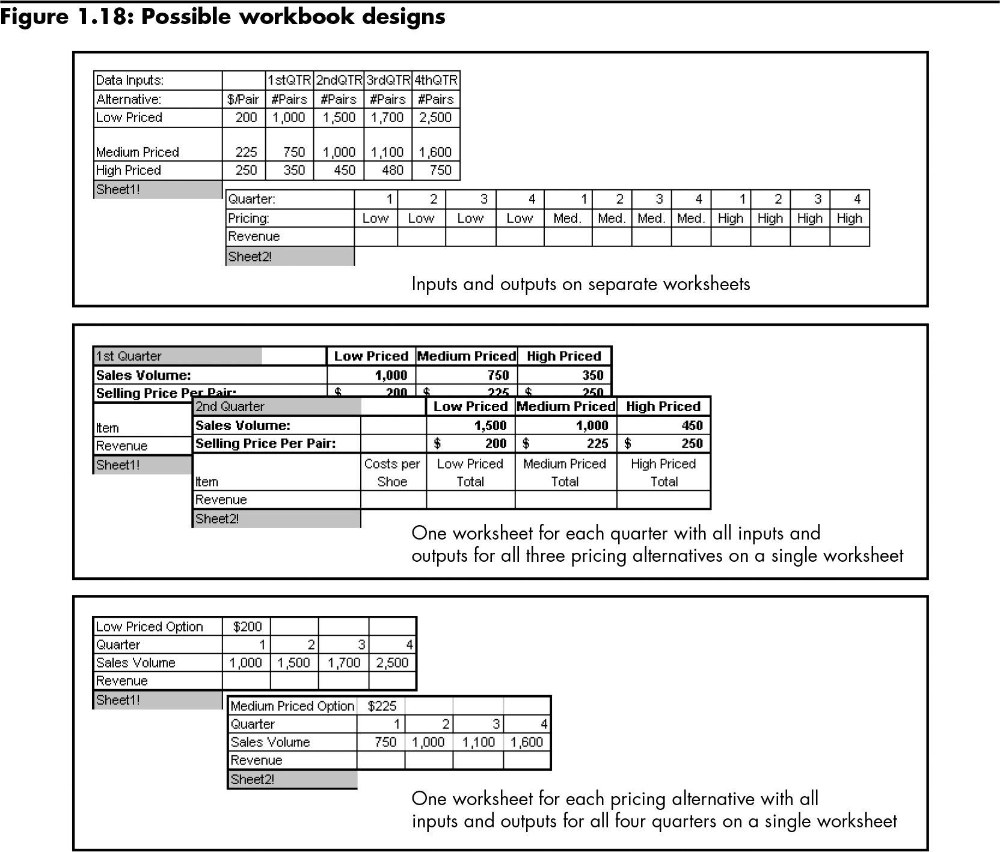 Figure 1.18: Possible workbook designs
Data Inputs: 1stQTR 2ndQTR 3rdQTR 4thQTR
Alternative: $/Pair #Pairs #Pairs #Pairs #Pairs
Low Priced 200 1,000 1,500 1,700 2,500
Medium Priced 225 750 1,000 1,100 1,600
High Priced 250 350 450 480 750
Sheet1!
Quarter: 1 2 3 4 1 2 3 4 1 2 3 4
Pricing: Low Low Low Low Med. Med. Med. Med. High High High High
Revenue
Sheet2!
Inputs and outputs on separate worksheets
1st Quarter Low Priced Medium Priced High Priced
Sales Volume: 1,000 750 350
Selling Price Per Pair: $ 200 $ 225 $ 250
Item
Revenue
Sheet1!
2nd Quarter Low Priced Medium Priced High Priced
Sales Volume: 1,500 1,000 450
Selling Price Per Pair: $ 200 $ 225 $ 250
Costs per Low Priced Medium Priced High Priced
Item Shoe Total Total Total
Revenue
Sheet2!
One worksheet for each quarter with all inputs and
outputs for all three pricing alternatives on a single worksheet
Low Priced Option $200
Quarter 1 2 3 4
Sales Volume 1,000 1,500 1,700 2,500
Revenue
Sheet1!
Medium Priced Option $225
Quarter 1 2 3 4
Sales Volume 750 1,000 1,100 1,600
Revenue
Sheet2!
One worksheet for each pricing alternative with all
inputs and outputs for all four quarters on a single worksheet